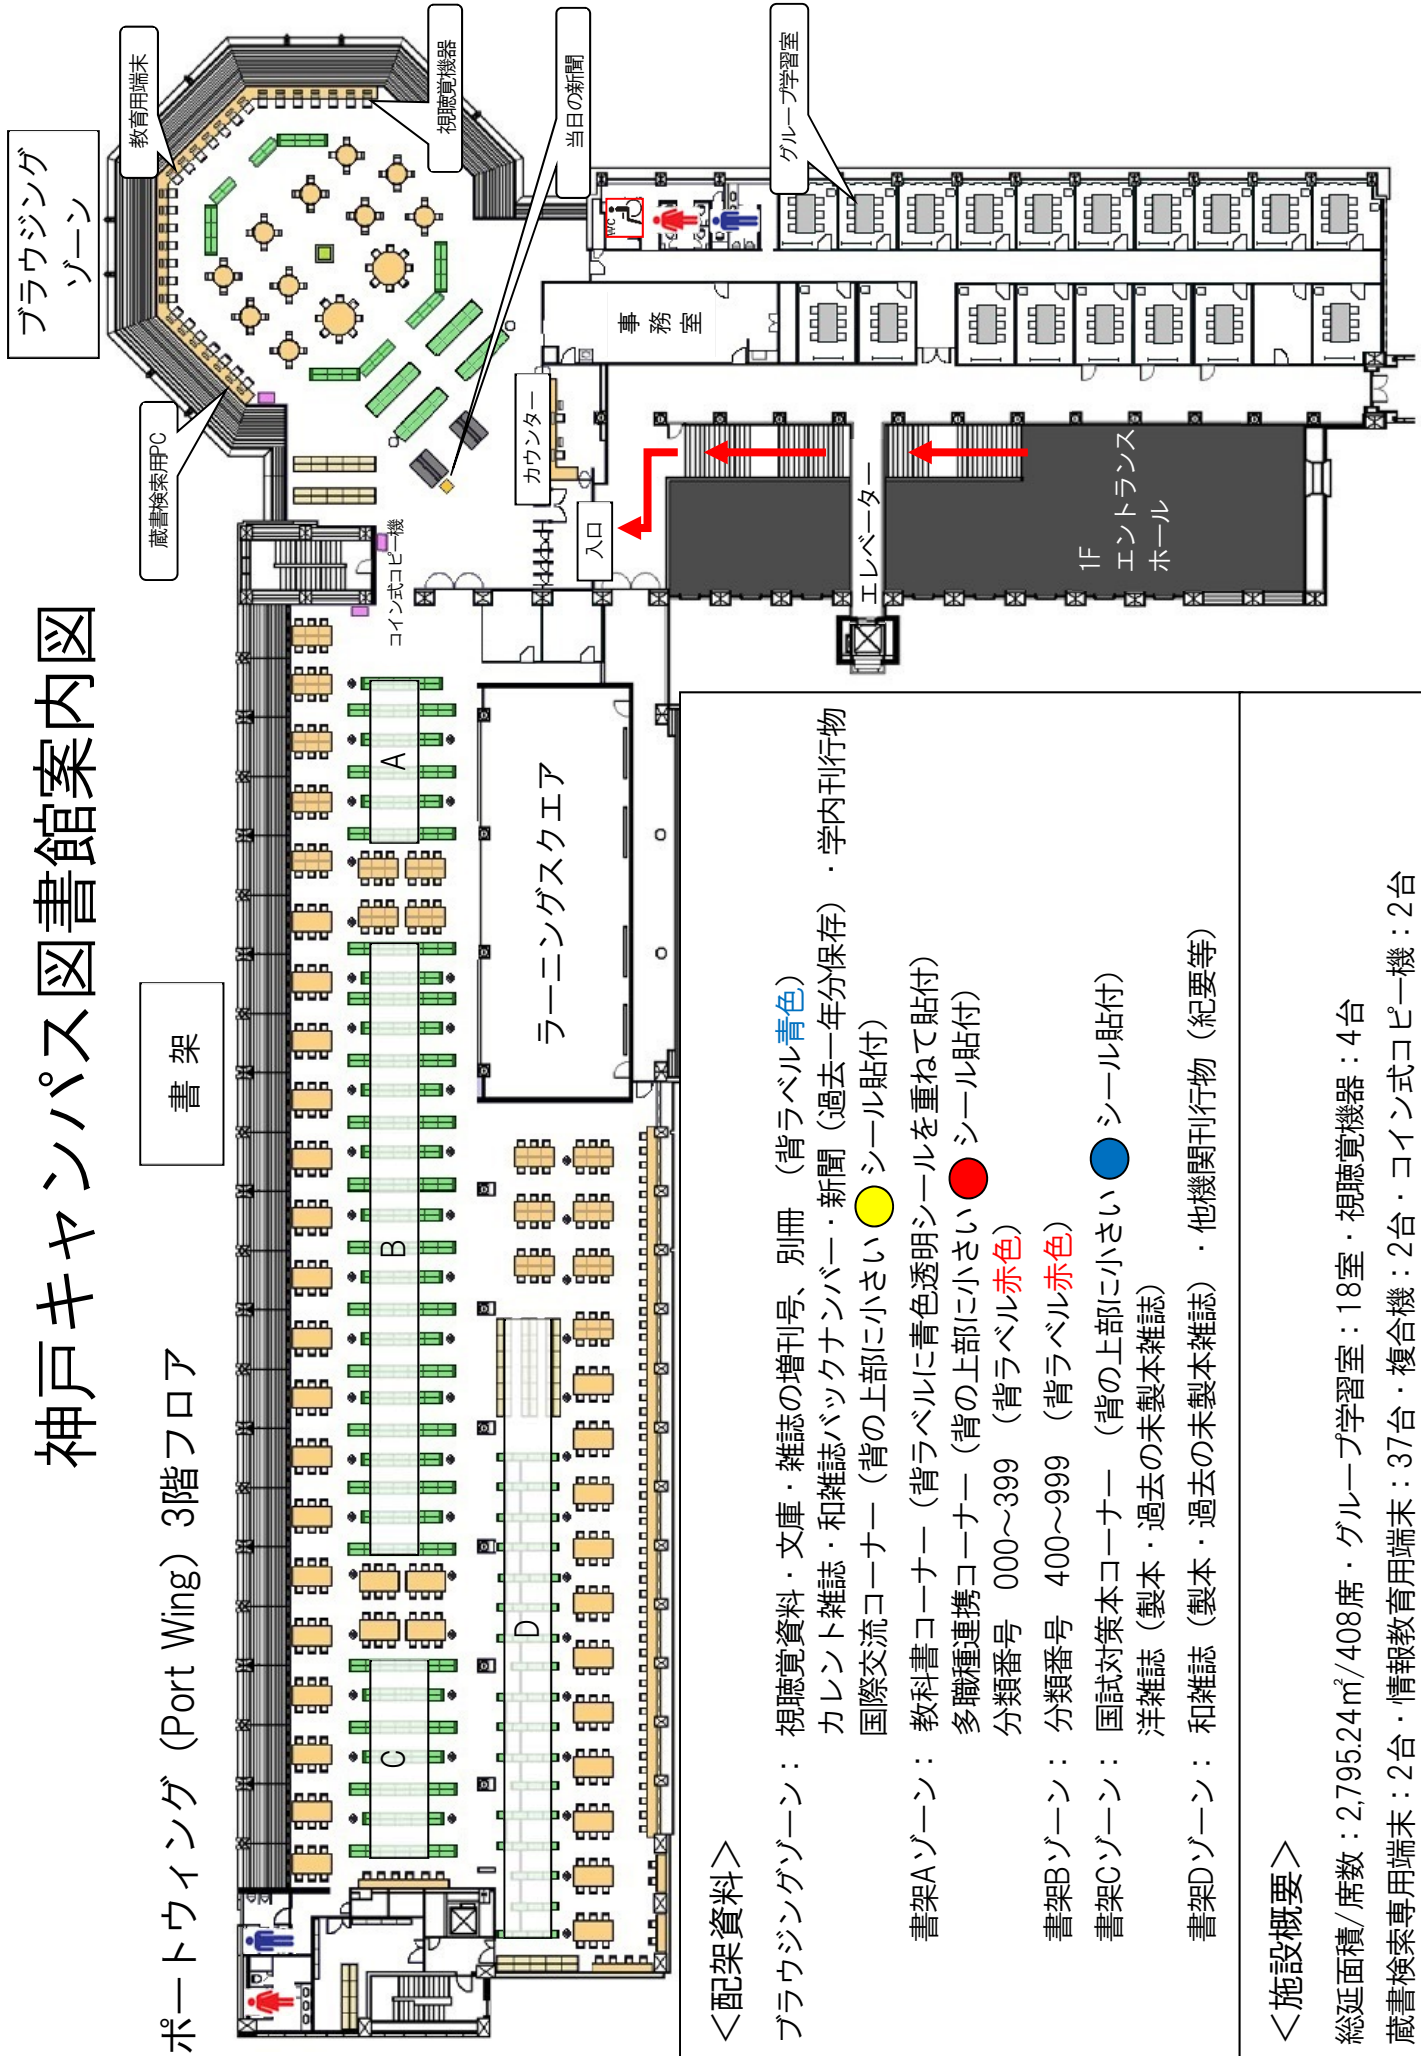 神戸キャンパス図書館案内図
ポートウィング（Port Wing）3階フロア
書 架
ブラウジング
ゾーン
教育用端末
視聴覚機器
蔵書検索用PC
当日の新聞
グループ学習室
コイン式コピー機
カウンター
入口
事務室
WC
エレベーター
1F
エントランス
ホール
ラーニングスクエア
A
B
C
D
＜配架資料＞
ブラウジングゾーン： 視聴覚資料・文庫・雑誌の増刊号、別冊 （背ラベル青色）
カレント雑誌・和雑誌バックナンバー・新聞（過去一年分保存）・学内刊行物
国際交流コーナー（背の上部に小さい シール貼付）
書架Aゾーン： 教科書コーナー（背ラベルに青色透明シールを重ねて貼付）
多職種連携コーナー（背の上部に小さい シール貼付）
分類番号 000～399 （背ラベル赤色）
書架Bゾーン： 分類番号 400～999 （背ラベル赤色）
書架Cゾーン： 国試対策本コーナー （背の上部に小さい シール貼付）
洋雑誌（製本・過去の未製本雑誌）
書架Dゾーン： 和雑誌（製本・過去の未製本雑誌）・他機関刊行物（紀要等）
＜施設概要＞
総延面積/席数：2,795.24㎡/408席・グループ学習室：18室・視聴覚機器：4台
蔵書検索専用端末：2台・情報教育用端末：37台・複合機：2台・コイン式コピー機：2台